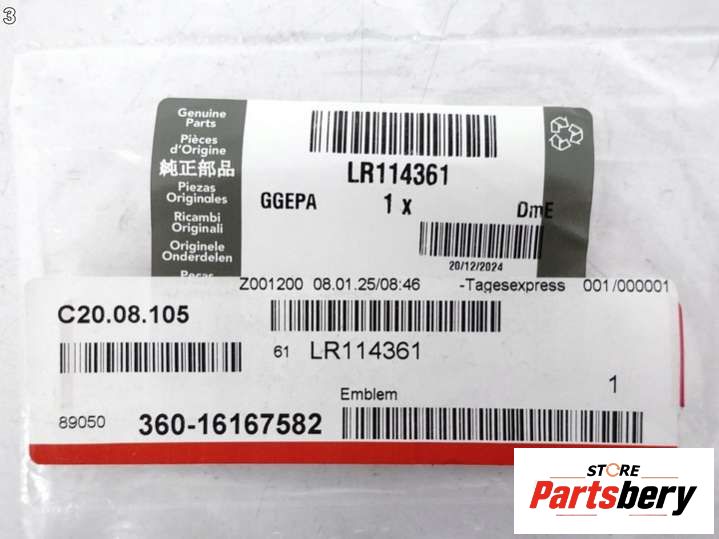 3
Genuine
Parts
Pièces
d'Origine
純正部品
Piezas
Originales
Ricambi
Originali
Originele
Onderdelen
LR114361
GGEPA 1 x DmE
20/12/2024
Z001200 08.01.25/08:46 -Tagesexpress 001/000001
C20.08.105
61 LR114361
Emblem 1
89050 360-16167582
STORE
Partsbery